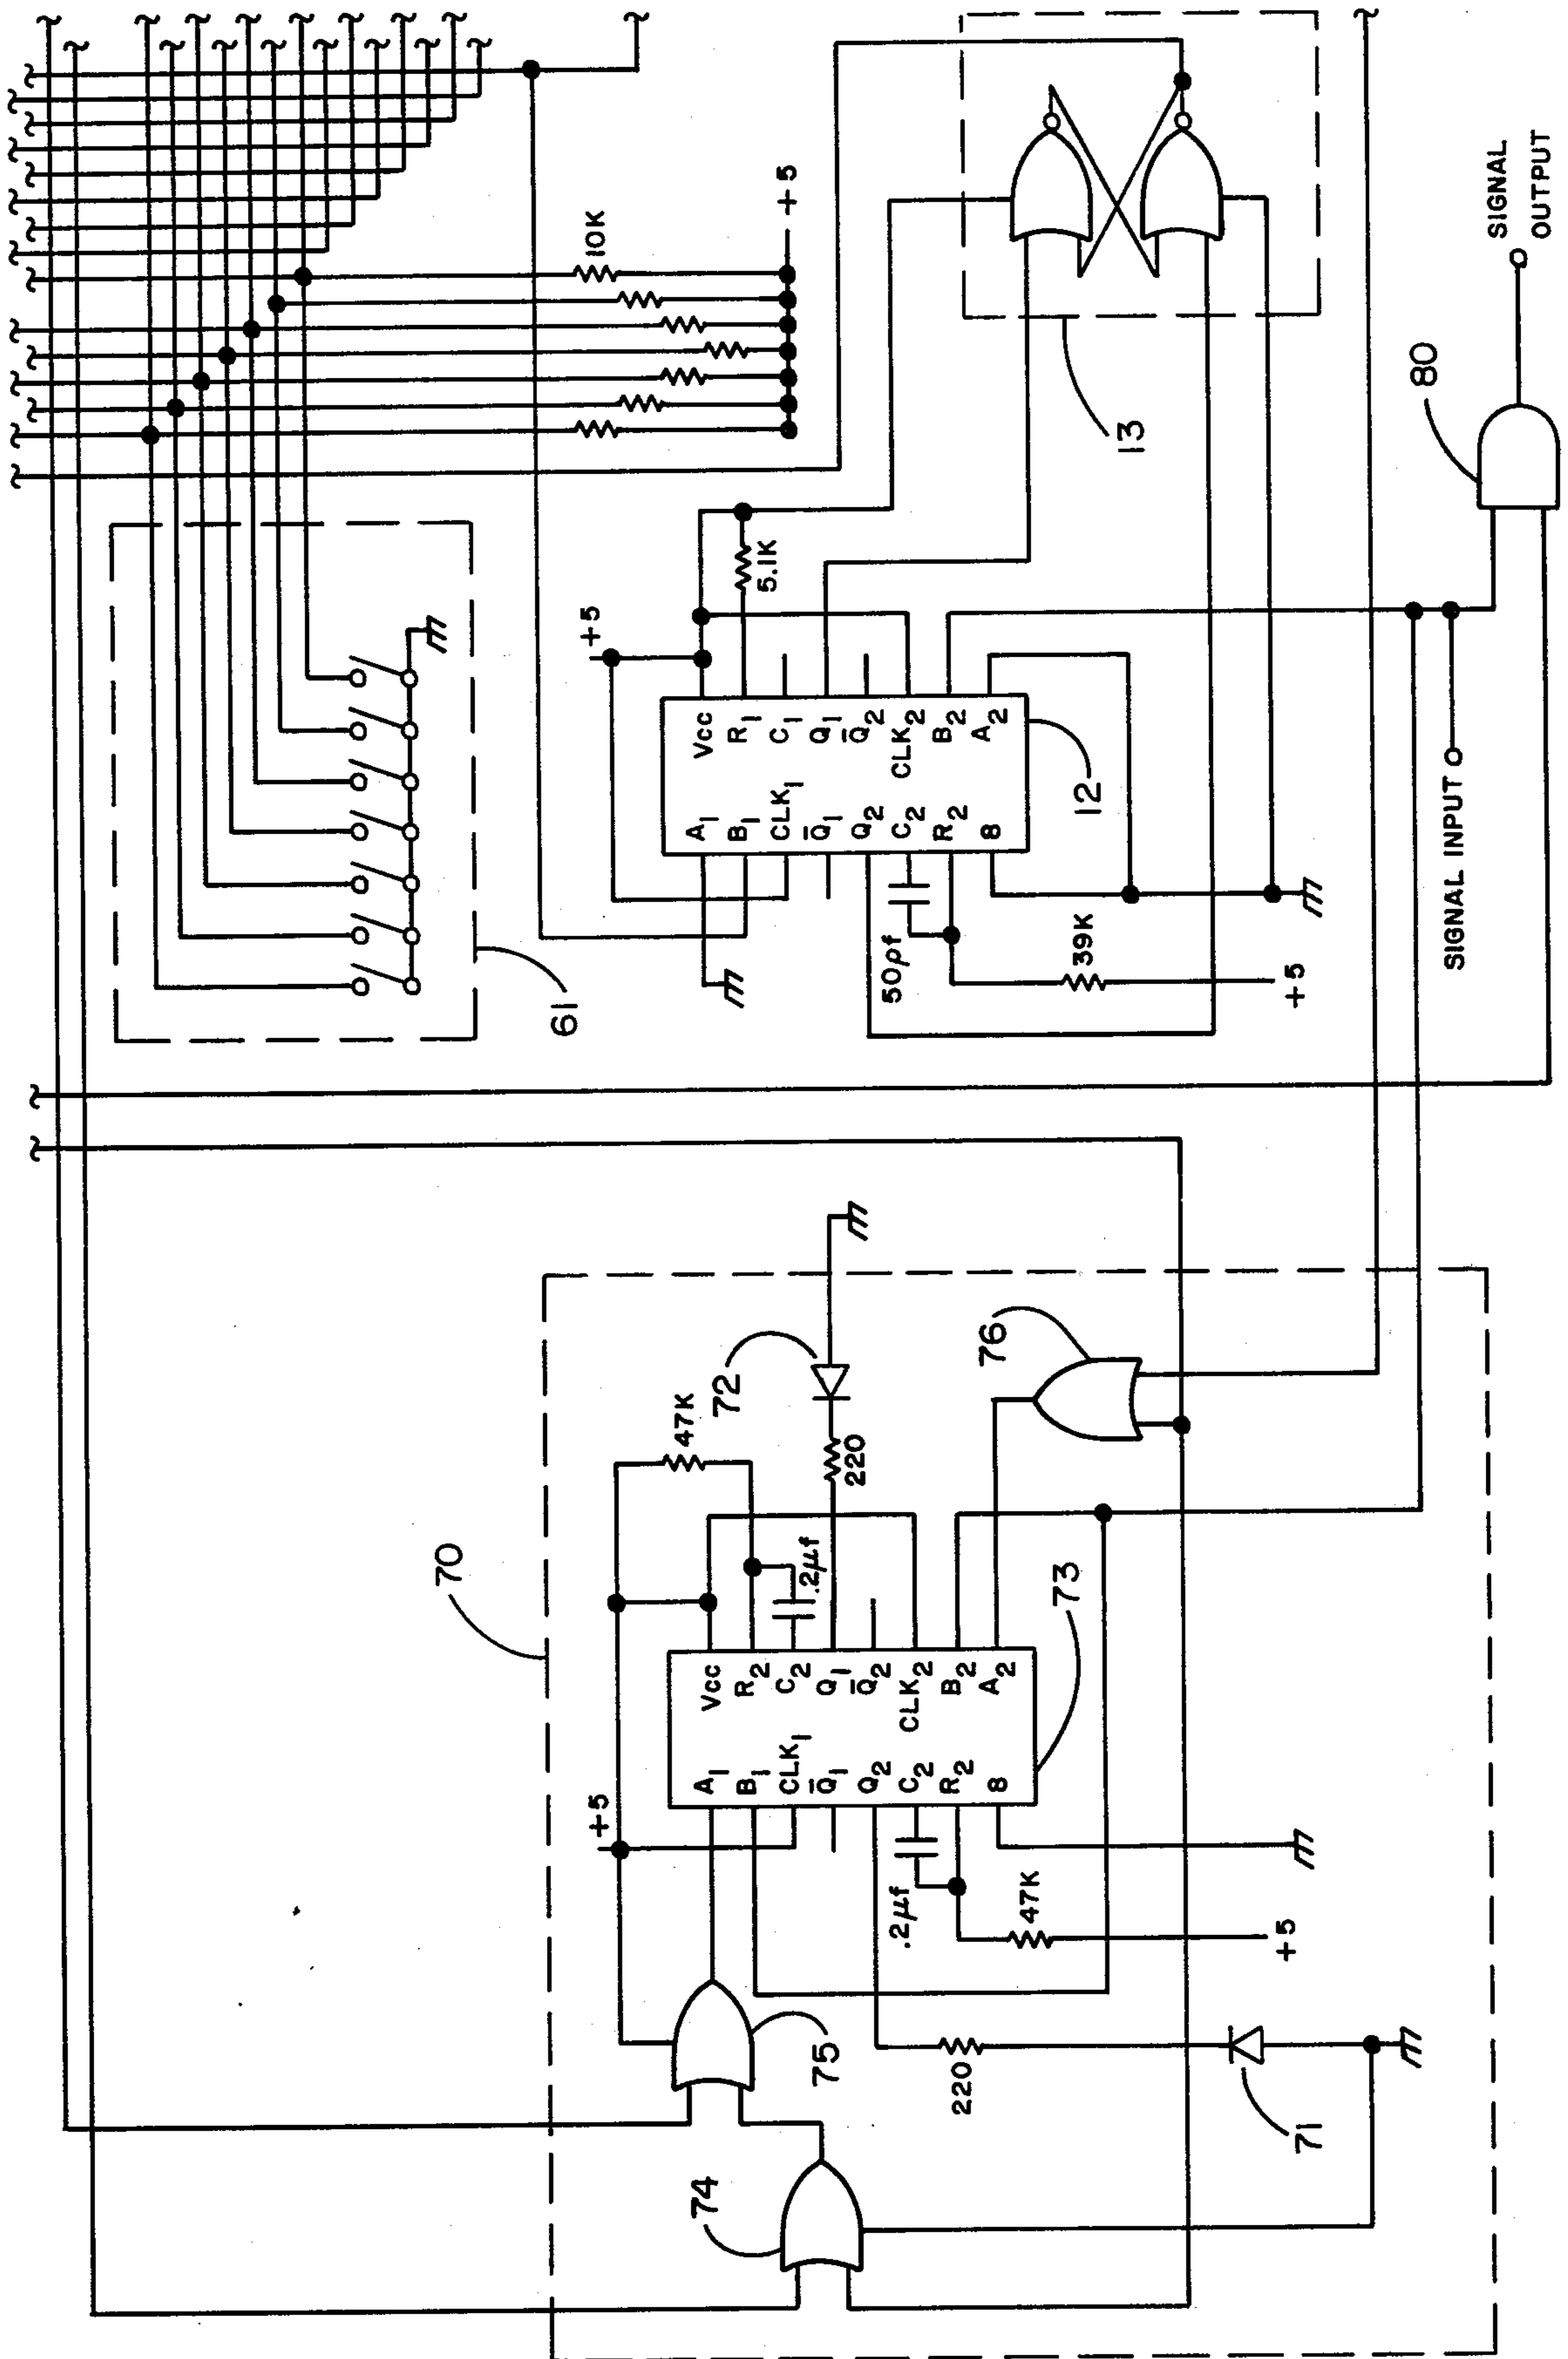 10K
+5
SIGNAL
OUTPUT
80
13
61
+5
5.1K
Vcc
R1
C1
Q1
Q̅2
CLK2
B2
A2
A1
B1
CLK1
Q̅1
Q2
C2
R2
8
12
50pf
39K
+5
SIGNAL INPUT
70
47K
72
220
76
.2µf
Vcc
R2
C2
Q1
Q̅2
CLK2
B2
A2
A1
B1
CLK1
Q̅1
Q2
C2
R2
8
73
+5
.2µf
47K
+5
75
220
71
74